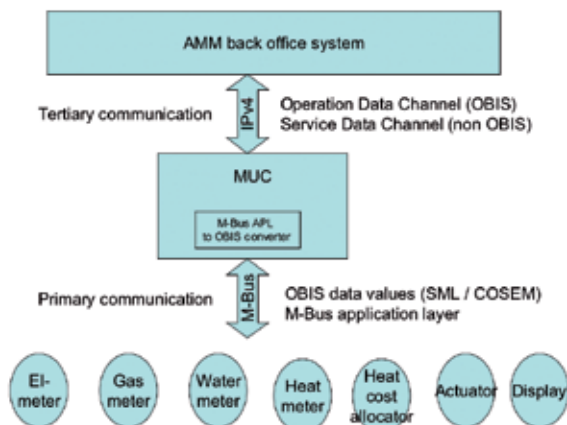 AMM back office system
Tertiary communication
IPv4
Operation Data Channel (OBIS)
Service Data Channel (non OBIS)
MUC
M-Bus APL
to OBIS converter
Primary communication
M-Bus
OBIS data values (SML / COSEM)
M-Bus application layer
El-
meter
Gas
meter
Water
meter
Heat
meter
Heat
cost
allocator
Actuator
Display